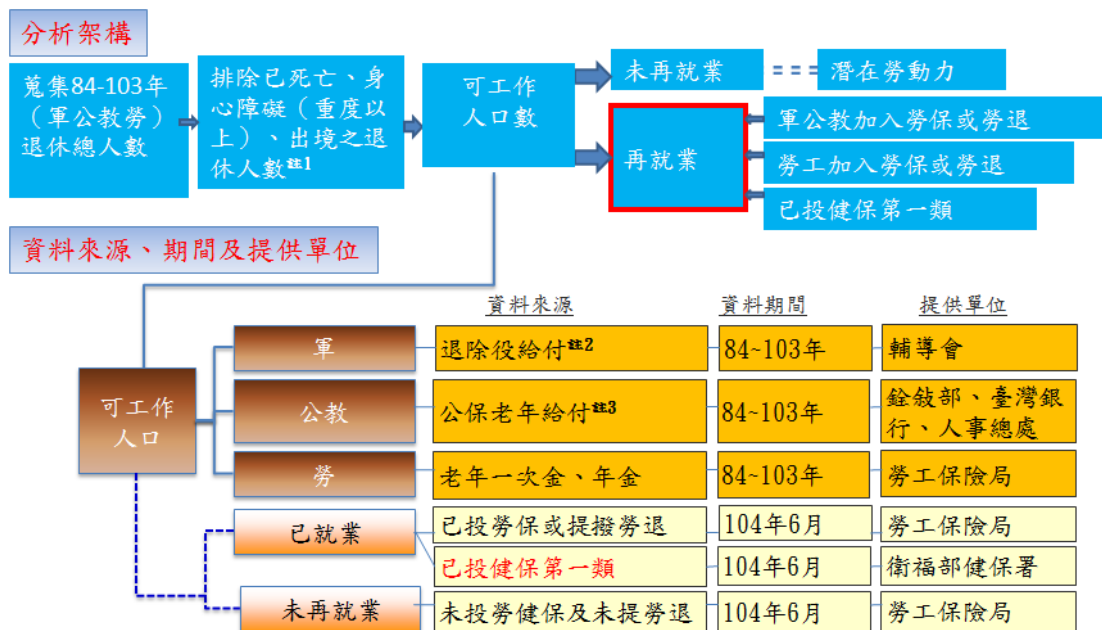 分析架構
蒐集84-103年
（軍公教勞）
退休總人數
排除已死亡、身
心障礙（重度以
上）、出境之退
休人數註1
可工作
人口數
未再就業
潛在勞動力
再就業
軍公教加入勞保或勞退
勞工加入勞保或勞退
已投健保第一類
資料來源、期間及提供單位
資料來源
資料期間
提供單位
可工作
人口
軍
退除役給付註2
84~103年
輔導會
公教
公保老年給付註3
84~103年
銓敘部、臺灣銀
行、人事總處
勞
老年一次金、年金
84~103年
勞工保險局
已就業
已投勞保或提撥勞退
104年6月
勞工保險局
已投健保第一類
104年6月
衛福部健保署
未再就業
未投勞健保及未提勞退
104年6月
勞工保險局